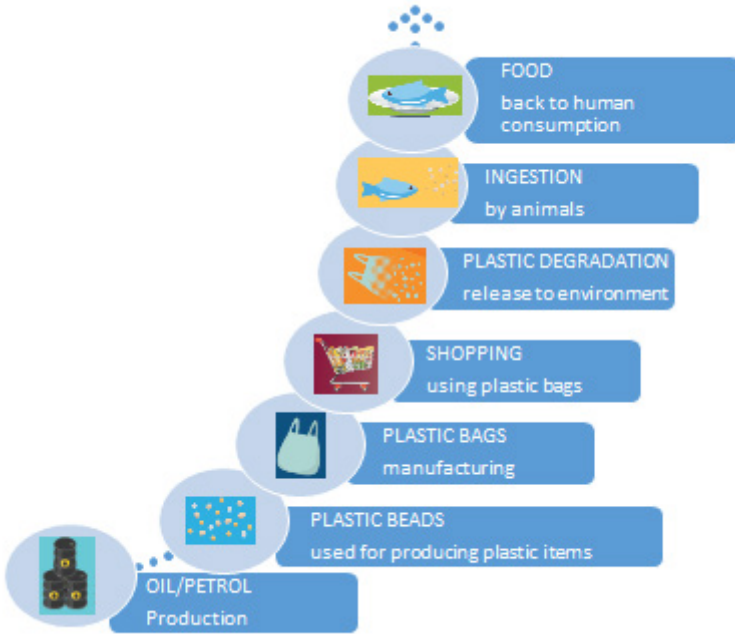 FOOD
back to human
consumption
INGESTION
by animals
PLASTIC DEGRADATION
release to environment
SHOPPING
using plastic bags
PLASTIC BAGS
manufacturing
PLASTIC BEADS
used for producing plastic items
OIL/PETROL
Production